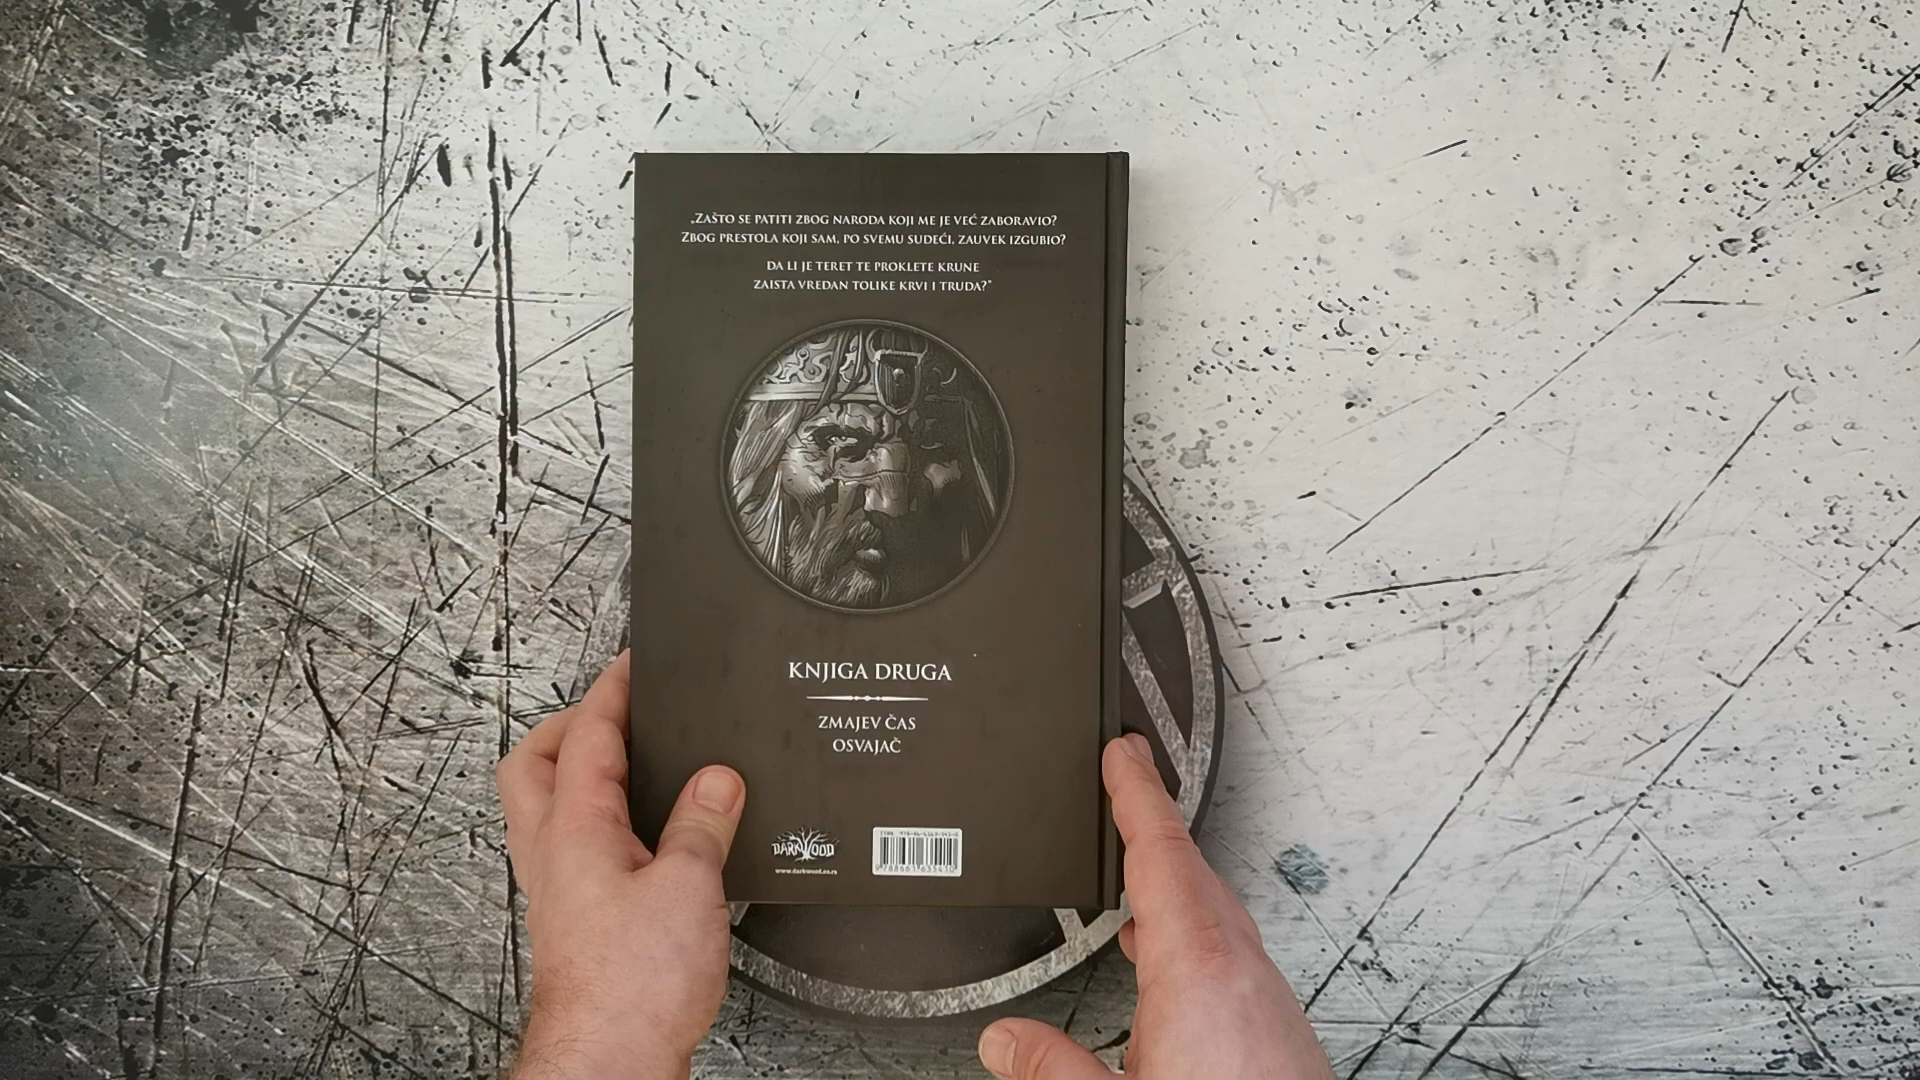 „ZAŠTO SE PATITI ZBOG NARODA KOJI ME JE VEĆ ZABORAVIO?
ZBOG PRESTOLA KOJI SAM, PO SVEMU SUDEĆI, ZAUVEK IZGUBIO?
DA LI JE TERET TE PROKLETE KRUNE
ZAISTA VREDAN TOLIKE KRVI I TRUDA?"
KNJIGA DRUGA
ZMAJEV ČAS
OSVAJAČ
DARKWOOD
www.darkwood.co.rs
9788661635410